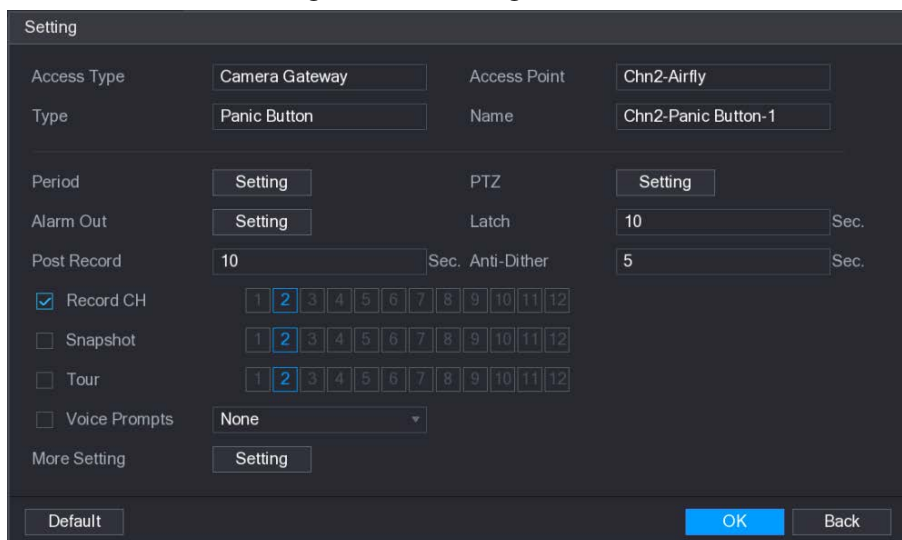 Setting
Access Type Camera Gateway Access Point Chn2-Airfly
Type Panic Button Name Chn2-Panic Button-1
Period Setting PTZ Setting
Alarm Out Setting Latch 10 Sec.
Post Record 10 Sec. Anti-Dither 5 Sec.
Record CH 1 2 3 4 5 6 7 8 9 10 11 12
Snapshot 1 2 3 4 5 6 7 8 9 10 11 12
Tour 1 2 3 4 5 6 7 8 9 10 11 12
Voice Prompts None
More Setting Setting
Default OK Back